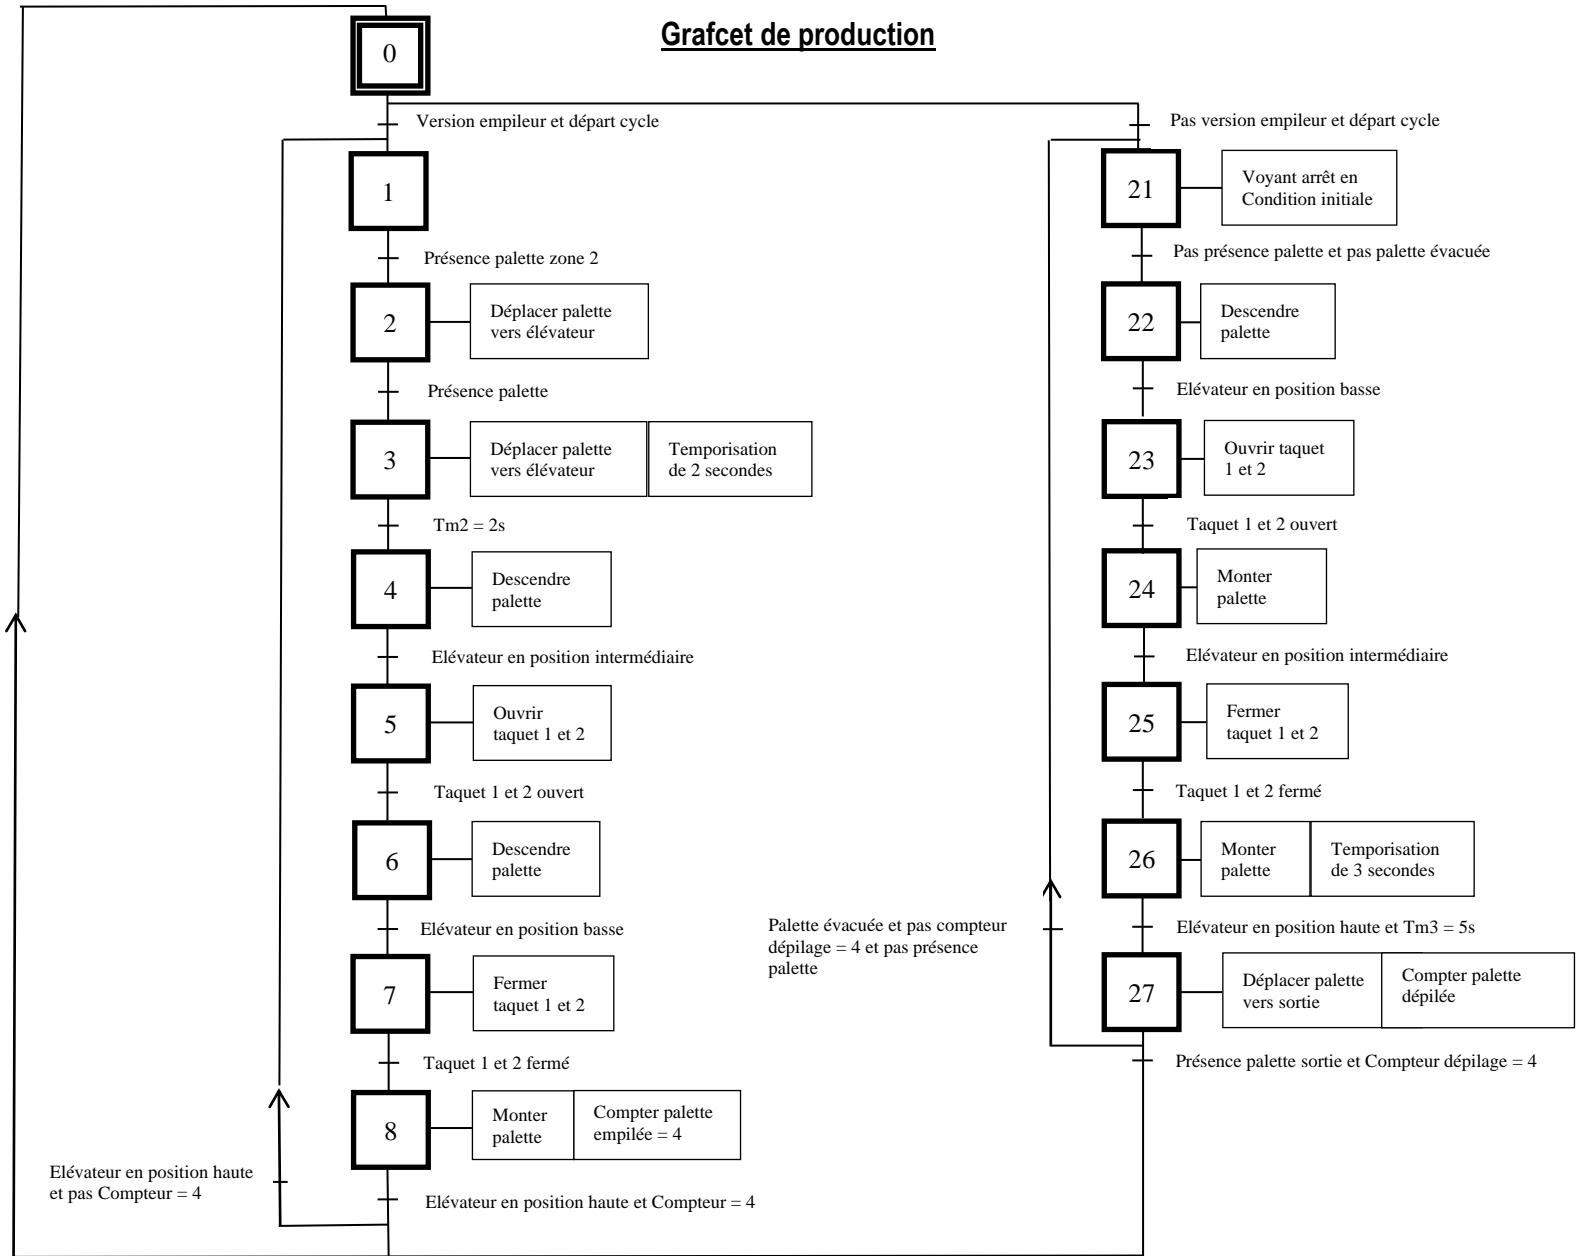 Grafcet de production
0
Version empileur et départ cycle
1
Présence palette zone 2
2
Déplacer palette
vers élévateur
Présence palette
3
Déplacer palette
vers élévateur
Temporisation
de 2 secondes
Tm2 = 2s
4
Descendre
palette
Elévateur en position intermédiaire
5
Ouvrir
taquet 1 et 2
Taquet 1 et 2 ouvert
6
Descendre
palette
Elévateur en position basse
7
Fermer
taquet 1 et 2
Taquet 1 et 2 fermé
8
Monter
palette
Compter palette
empilée = 4
Elévateur en position haute
et pas Compteur = 4
Elévateur en position haute et Compteur = 4
Pas version empileur et départ cycle
21
Voyant arrêt en
Condition initiale
Pas présence palette et pas palette évacuée
22
Descendre
palette
Elévateur en position basse
23
Ouvrir taquet
1 et 2
Taquet 1 et 2 ouvert
24
Monter
palette
Elévateur en position intermédiaire
25
Fermer
taquet 1 et 2
Taquet 1 et 2 fermé
26
Monter
palette
Temporisation
de 3 secondes
Elévateur en position haute et Tm3 = 5s
Palette évacuée et pas compteur
dépilage = 4 et pas présence
palette
27
Déplacer palette
vers sortie
Compter palette
dépilée
Présence palette sortie et Compteur dépilage = 4